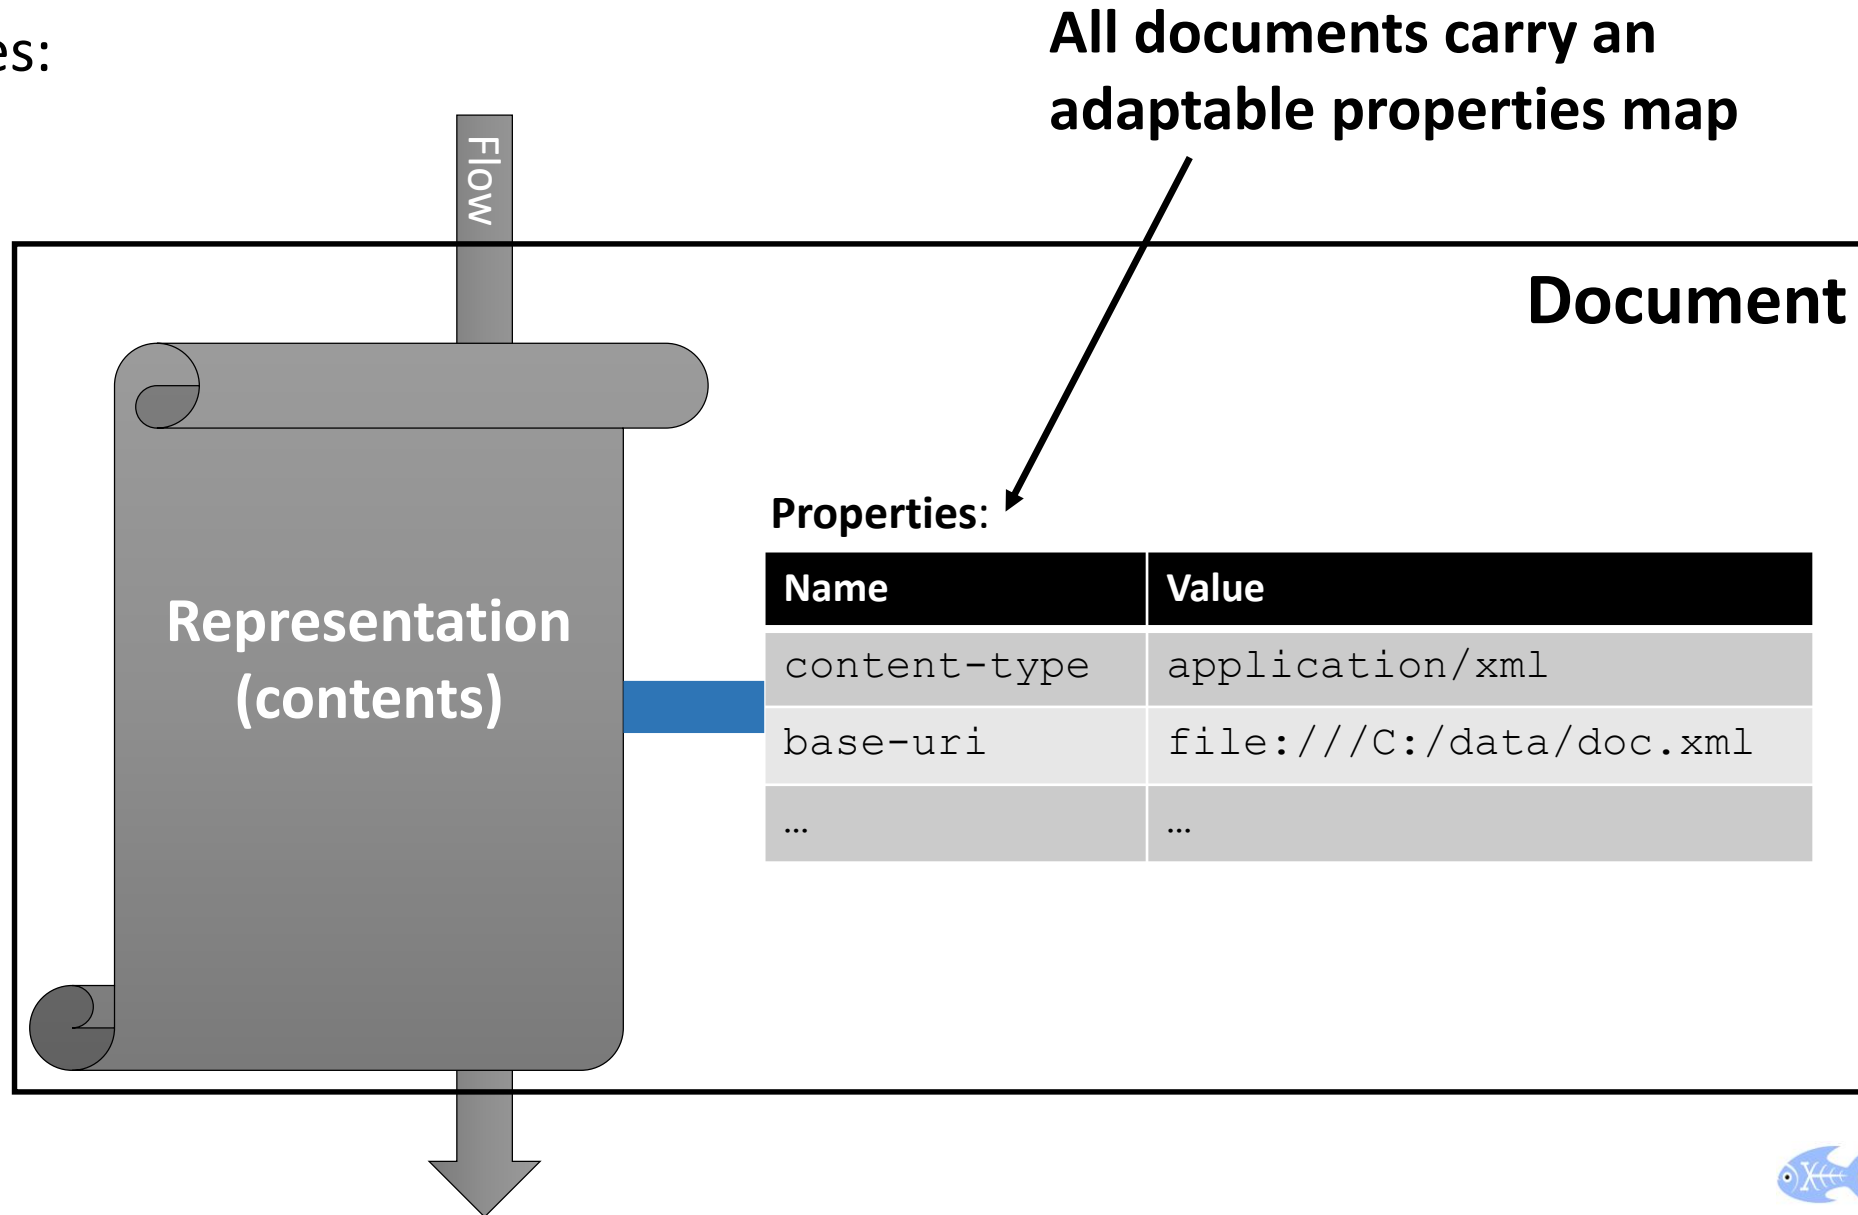 es:
All documents carry an
adaptable properties map
Flow
Document
Representation
(contents)
Properties:
Name Value
content-type application/xml
base-uri file:///C:/data/doc.xml
… …